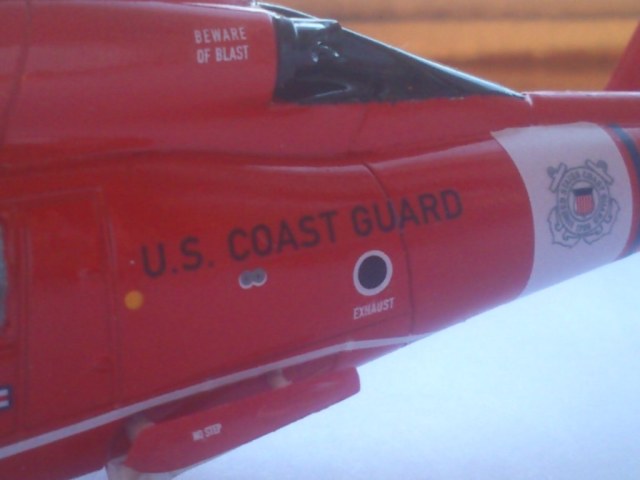 BEWARE
OF BLAST
U.S. COAST GUARD
EXHAUST
NO STEP